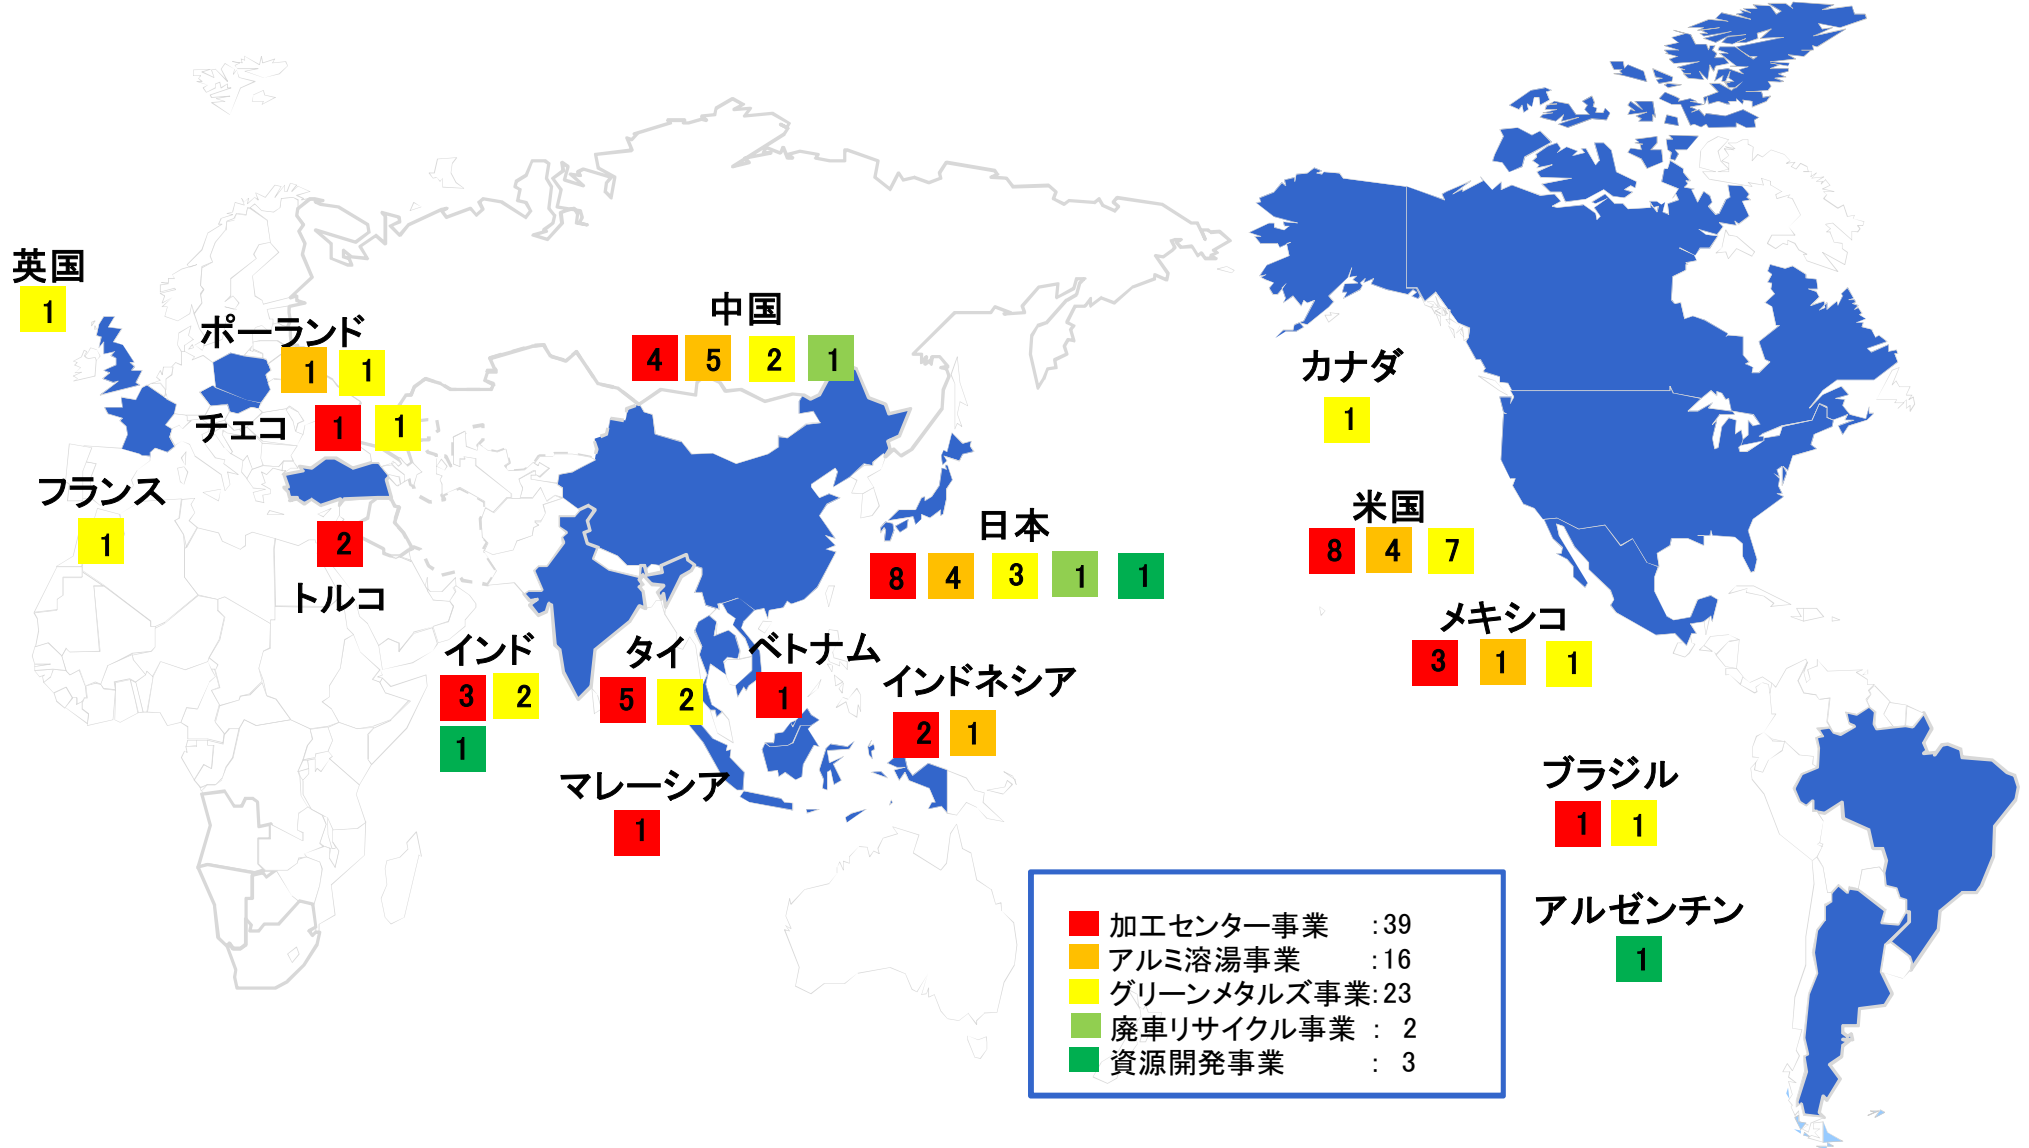 英国
1
ポーランド
1 1
チェコ 1 1
フランス
1
2
トルコ
中国
4 5 2 1
日本
8 4 3 1 1
インド
3 2
1
タイ
5 2
ベトナム
1
インドネシア
2 1
マレーシア
1
カナダ
1
米国
8 4 7
メキシコ
3 1 1
ブラジル
1 1
アルゼンチン
1
加工センター事業 :39
アルミ溶湯事業 :16
グリーンメタルズ事業:23
廃車リサイクル事業 : 2
資源開発事業 : 3